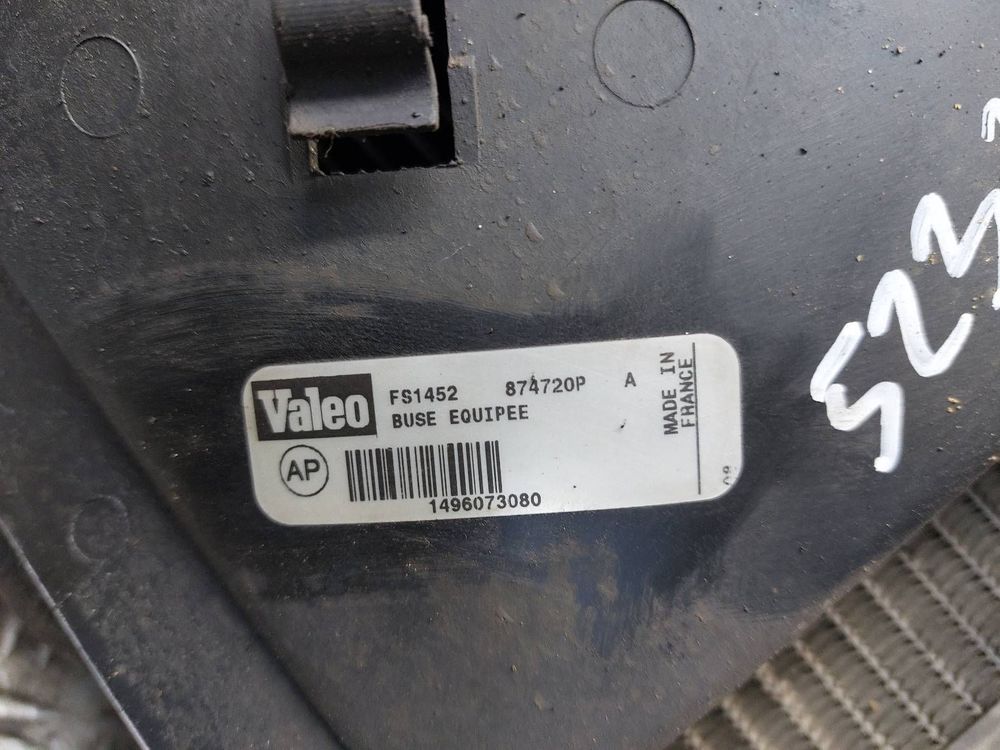 Valeo
FS1452 874720P A
BUSE EQUIPEE
AP
1496073080
MADE IN
FRANCE